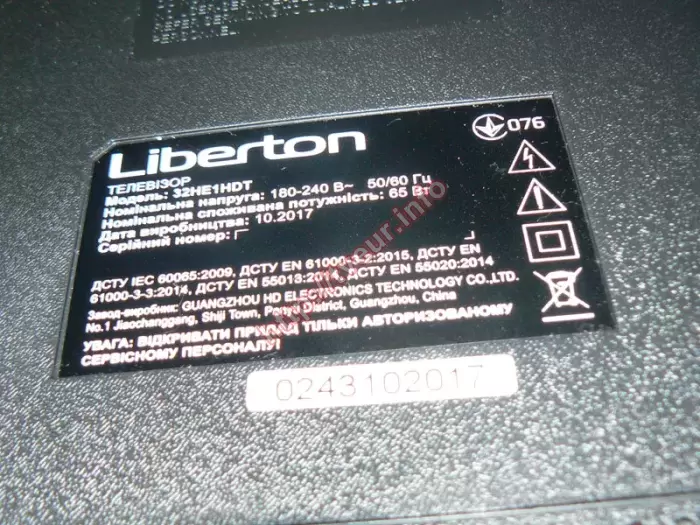 Liberton
076
ТЕЛЕВІЗОР
Модель: 32HE1HDT
Номінальна напруга: 180-240 В~ 50/60 Гц
Номінальна споживана потужність: 65 Вт
Дата виробництва: 10.2017
Серійний номер:
ДСТУ IEC 60065:2009, ДСТУ EN 61000-3-2:2015, ДСТУ EN
61000-3-3:2014, ДСТУ EN 55013:2014, ДСТУ EN 55020:2014
Завод-виробник: GUANGZHOU HD ELECTRONICS TECHNOLOGY CO.,LTD.
No.1 Jiaochanggang, Shiji Town, Panyu District, Guangzhou, China
УВАГА: ВІДКРИВАТИ ПРИЛАД ТІЛЬКИ АВТОРИЗОВАНОМУ
СЕРВІСНОМУ ПЕРСОНАЛУ!
0243102017